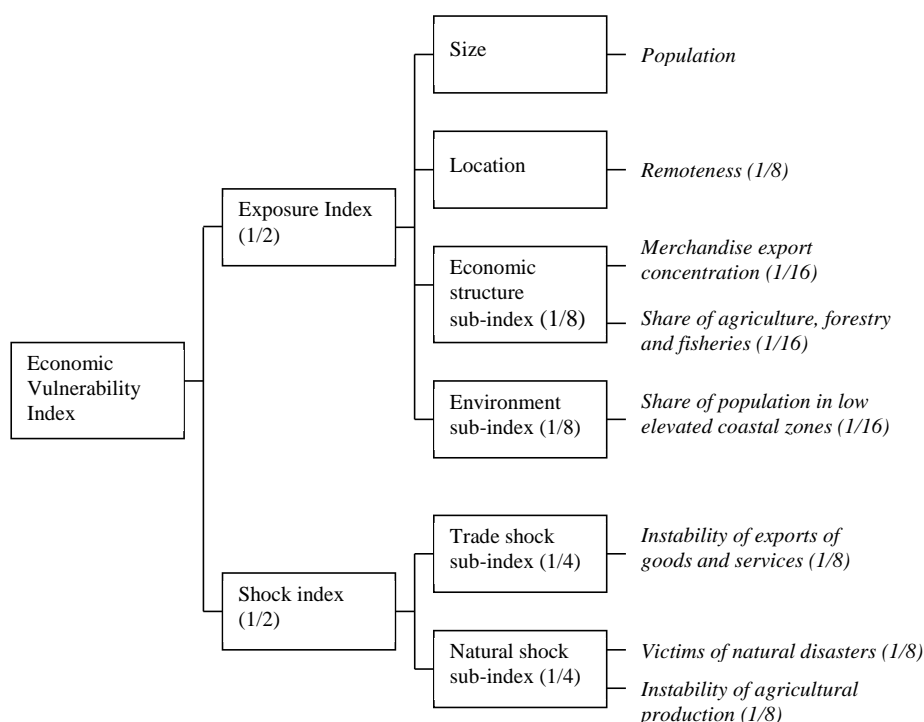 Economic
Vulnerability
Index
Exposure Index
(1/2)
Size
Population
Location
Remoteness (1/8)
Economic
structure
sub-index (1/8)
Merchandise export
concentration (1/16)
Share of agriculture, forestry
and fisheries (1/16)
Environment
sub-index (1/8)
Share of population in low
elevated coastal zones (1/16)
Shock index
(1/2)
Trade shock
sub-index (1/4)
Instability of exports of
goods and services (1/8)
Natural shock
sub-index (1/4)
Victims of natural disasters (1/8)
Instability of agricultural
production (1/8)